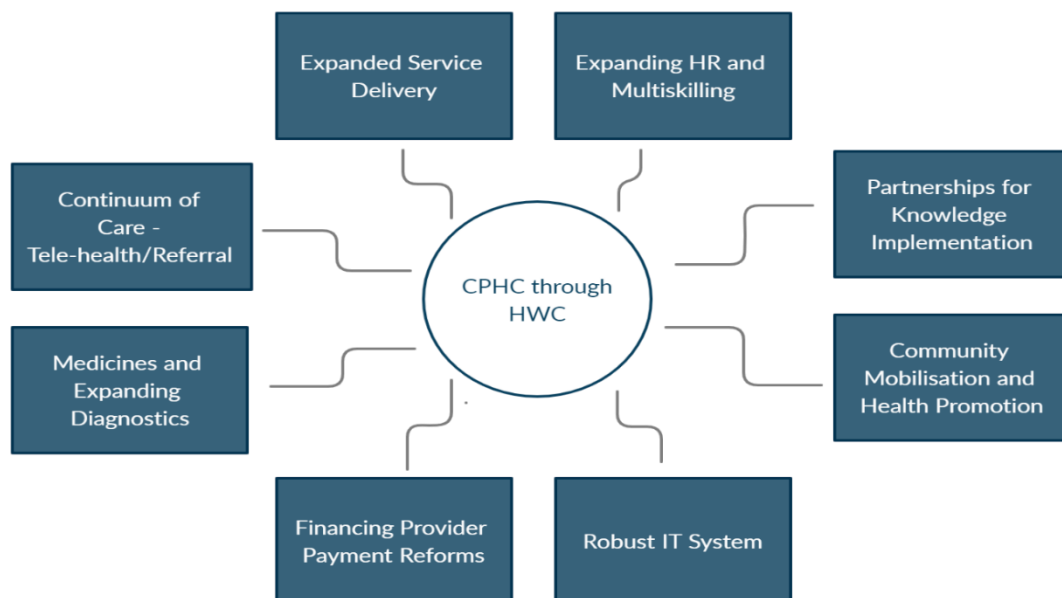 Expanded Service
Delivery
Expanding HR and
Multiskilling
Continuum of
Care -
Tele-health/Referral
Partnerships for
Knowledge
Implementation
CPHC through
HWC
Medicines and
Expanding
Diagnostics
Community
Mobilisation and
Health Promotion
Financing Provider
Payment Reforms
Robust IT System